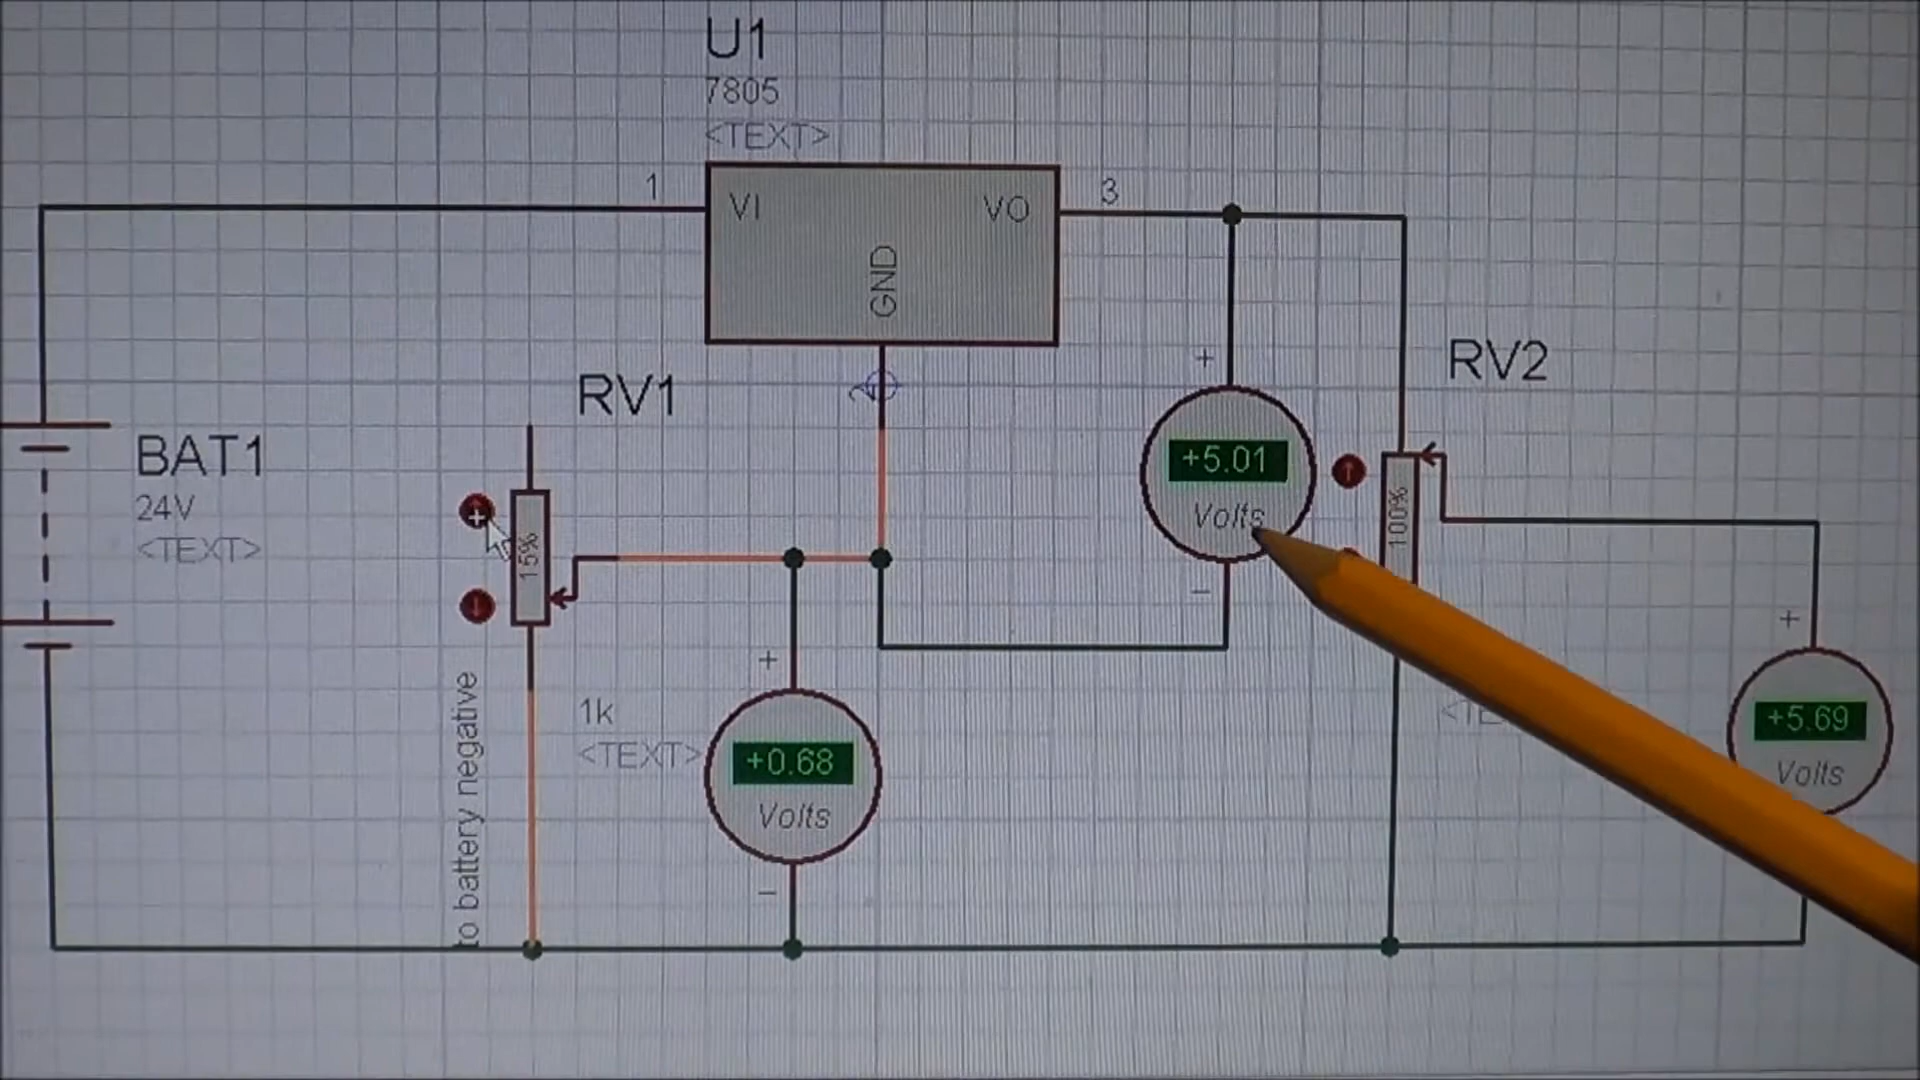 U1
7805
<TEXT>
1
VI
VO
GND
3
2
RV1
RV2
BAT1
24V
<TEXT>
15%
100%
+
+5.01
Volts
−
1k
<TEXT>
+
+0.68
Volts
−
+
+5.69
Volts
to battery negative